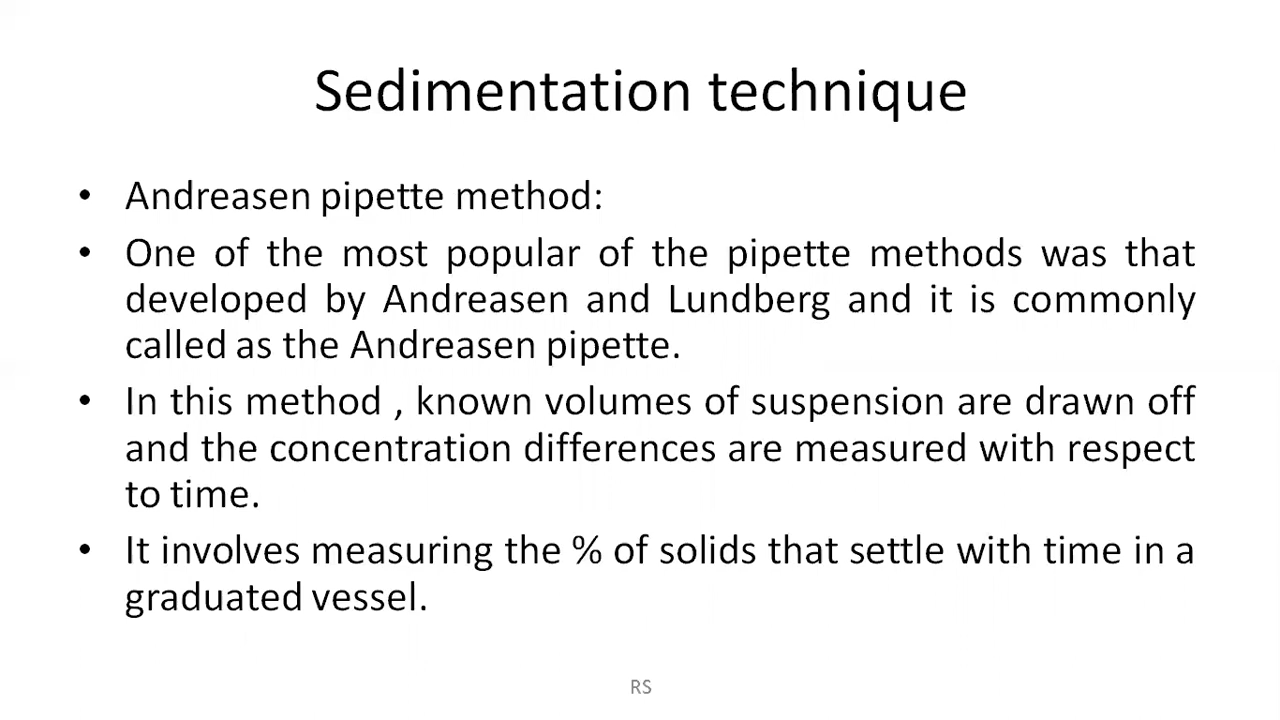 Sedimentation technique
• Andreasen pipette method:
• One of the most popular of the pipette methods was that
developed by Andreasen and Lundberg and it is commonly
called as the Andreasen pipette.
• In this method , known volumes of suspension are drawn off
and the concentration differences are measured with respect
to time.
• It involves measuring the % of solids that settle with time in a
graduated vessel.
RS